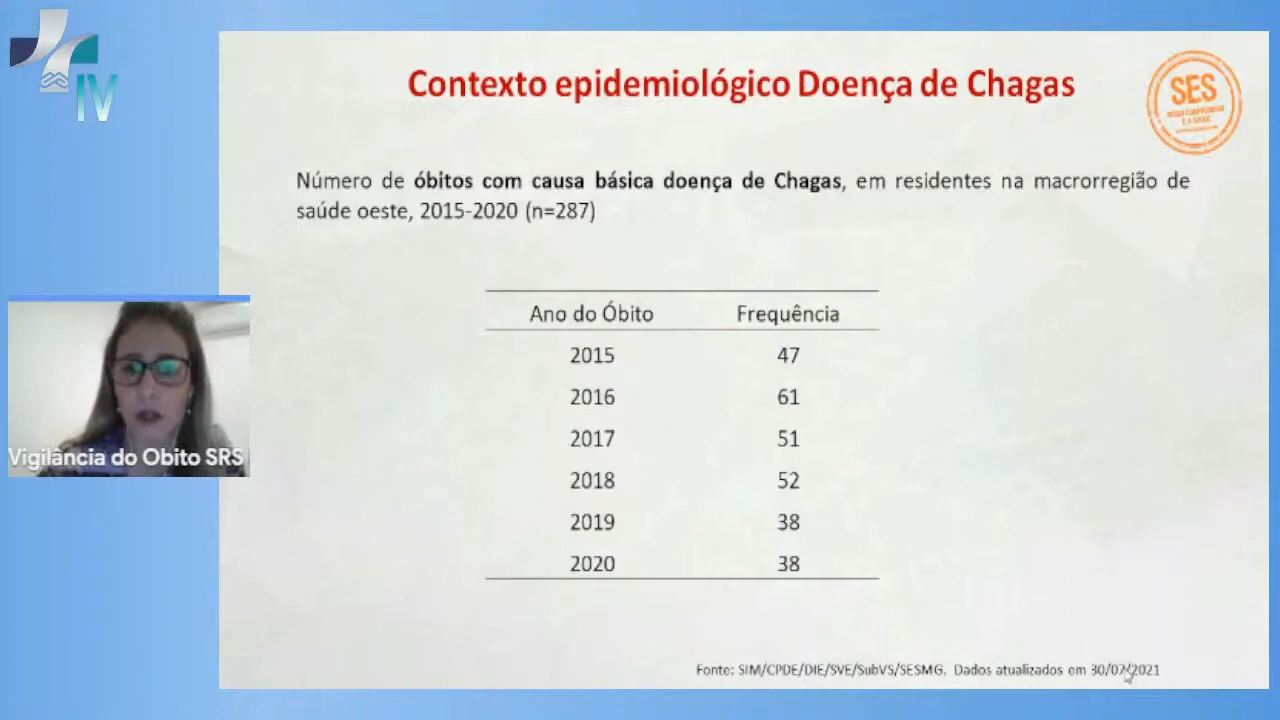 IV
Contexto epidemiológico Doença de Chagas
SES
Número de óbitos com causa básica doença de Chagas, em residentes na macrorregião de
saúde oeste, 2015-2020 (n=287)
Ano do Óbito Frequência
2015 47
2016 61
2017 51
2018 52
2019 38
2020 38
Vigilância do Obito SRS
Fonte: SIM/CPDE/DIE/SVE/SubVS/SESMG. Dados atualizados em 30/07/2021